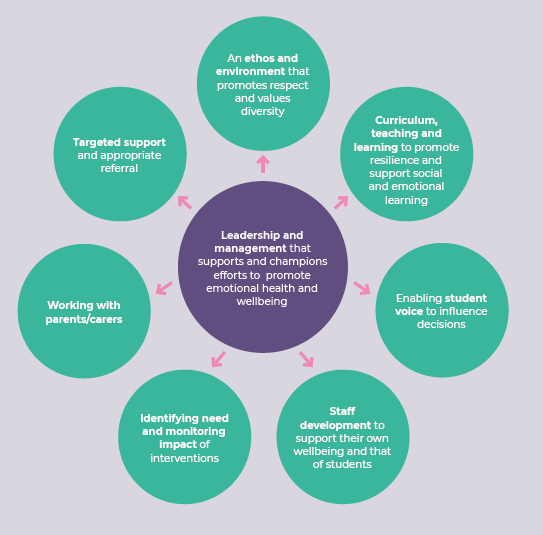 An ethos and
environment that
promotes respect
and values
diversity
Curriculum,
teaching and
learning to promote
resilience and
support social
and emotional
learning
Enabling student
voice to influence
decisions
Staff
development to
support their own
wellbeing and that
of students
Identifying need
and monitoring
impact of
interventions
Working with
parents/carers
Targeted support
and appropriate
referral
Leadership and
management that
supports and champions
efforts to promote
emotional health and
wellbeing